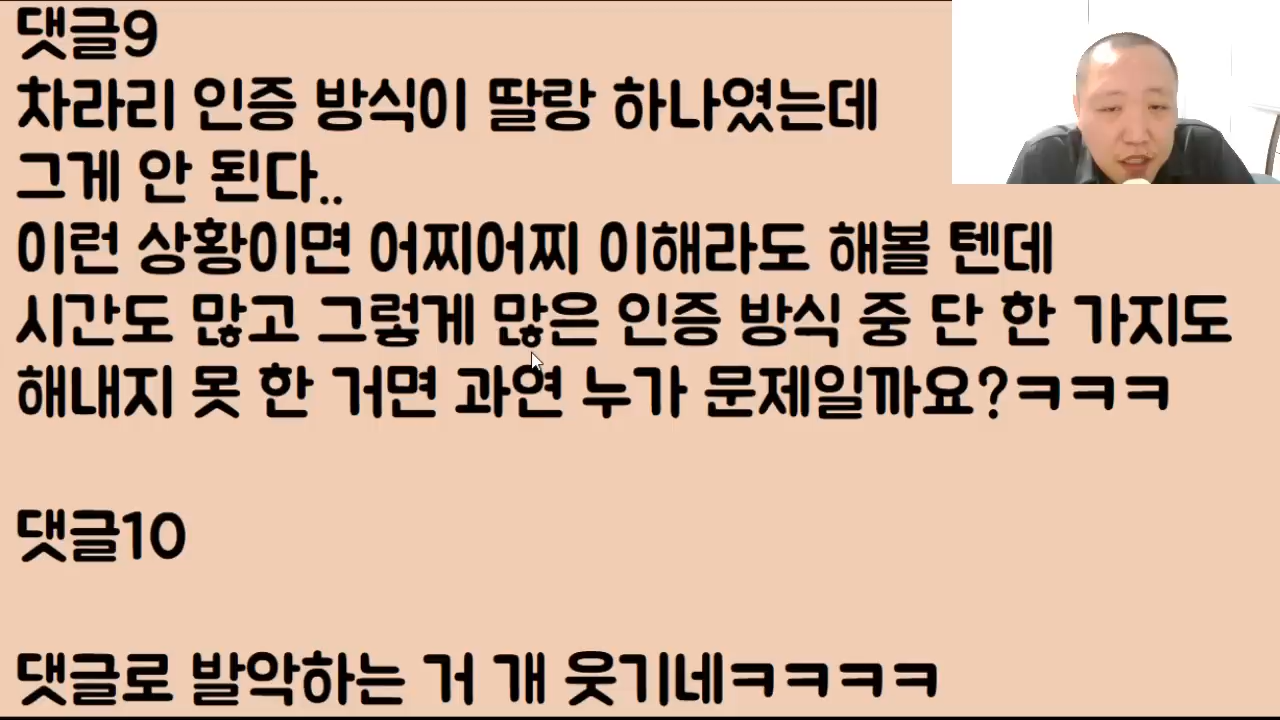 댓글9
차라리 인증 방식이 딸랑 하나였는데
그게 안 된다..
이런 상황이면 어찌어찌 이해라도 해볼 텐데
시간도 많고 그렇게 많은 인증 방식 중 단 한 가지도
해내지 못 한 거면 과연 누가 문제일까요?ㅋㅋㅋ
댓글10
댓글로 발악하는 거 개 웃기네ㅋㅋㅋㅋ